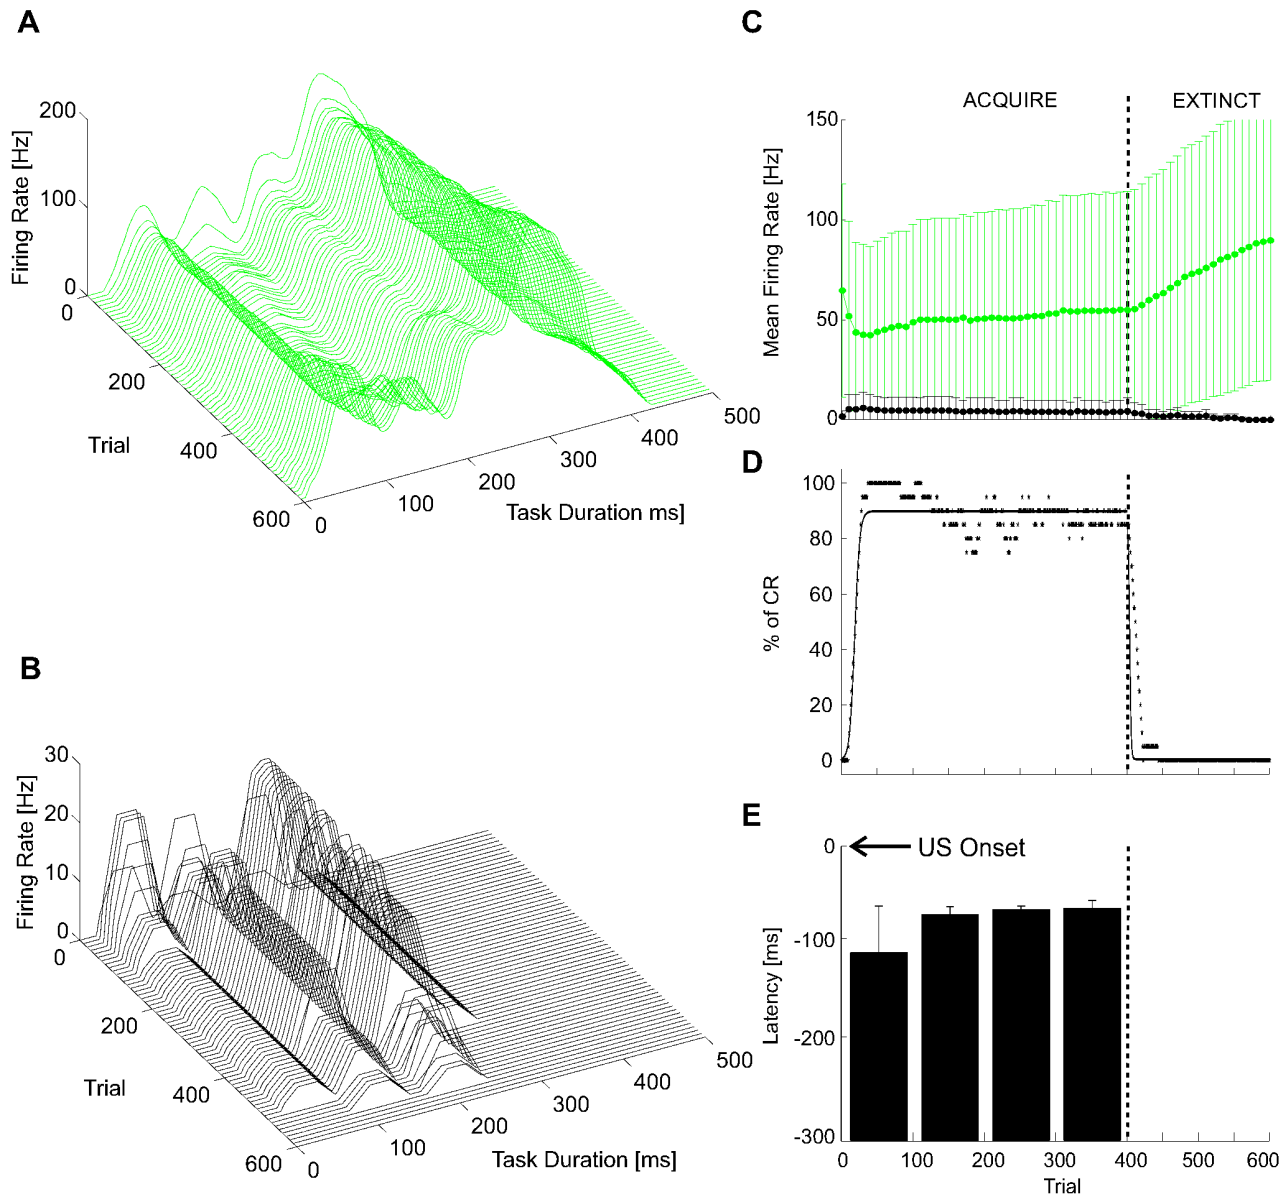 A
200
100
0
Firing Rate [Hz]
0
200
400
600
Trial
0
100
200
300
400
500
Task Duration ms]
B
30
20
10
0
Firing Rate [Hz]
0
200
400
600
Trial
0
100
200
300
400
500
Task Duration [ms]
C
ACQUIRE
EXTINCT
150
100
50
0
Mean Firing Rate [Hz]
D
100
80
60
40
20
0
% of CR
E
US Onset
0
-100
-200
-300
Latency [ms]
0 100 200 300 400 500 600
Trial